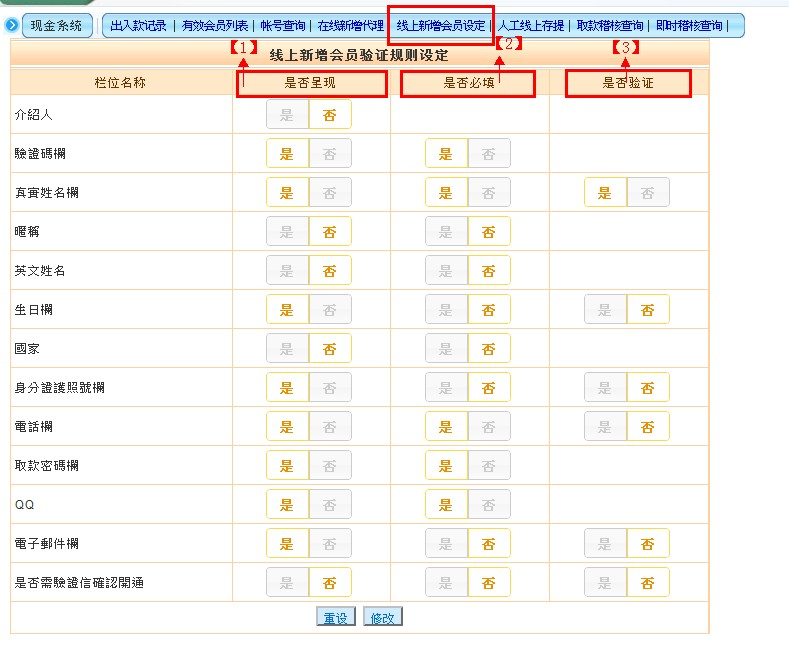 现金系统 出入款记录 | 有效会员列表 | 帐号查询 | 在线新增代理 | 线上新增会员设定 | 人工线上存提 | 取款稽核查询 | 即时稽核查询 |
【1】 线上新增会员验证规则设定 【2】 【3】
栏位名称 是否呈现 是否必填 是否验证
介紹人 是 否
驗證碼欄 是 否 是 否
真實姓名欄 是 否 是 否 是 否
暱稱 是 否 是 否
英文姓名 是 否 是 否
生日欄 是 否 是 否 是 否
國家 是 否 是 否
身分證護照號欄 是 否 是 否 是 否
電話欄 是 否 是 否 是 否
取款密碼欄 是 否 是 否
QQ 是 否 是 否
電子郵件欄 是 否 是 否 是 否
是否需驗證信確認開通 是 否 是 否 是 否
重设 修改